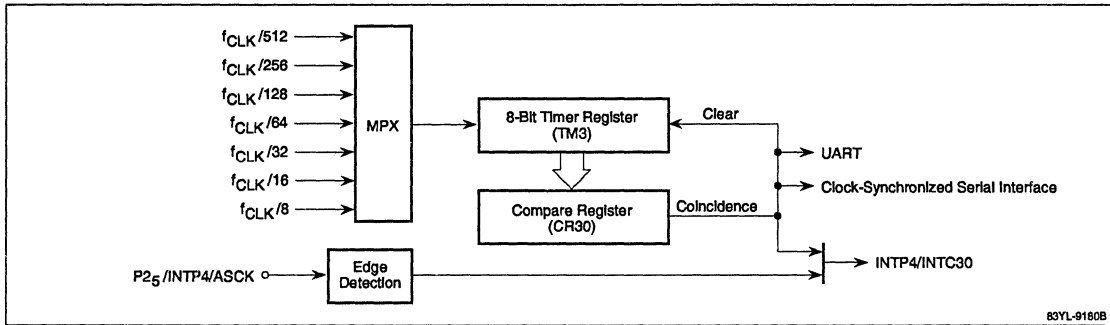 fCLK/512
fCLK/256
fCLK/128
fCLK/64
fCLK/32
fCLK/16
fCLK/8
MPX
8-Bit Timer Register
(TM3)
Clear
UART
Clock-Synchronized Serial Interface
Compare Register
(CR30)
Coincidence
P25/INTP4/ASCK
Edge
Detection
INTP4/INTC30
83YL-9180B